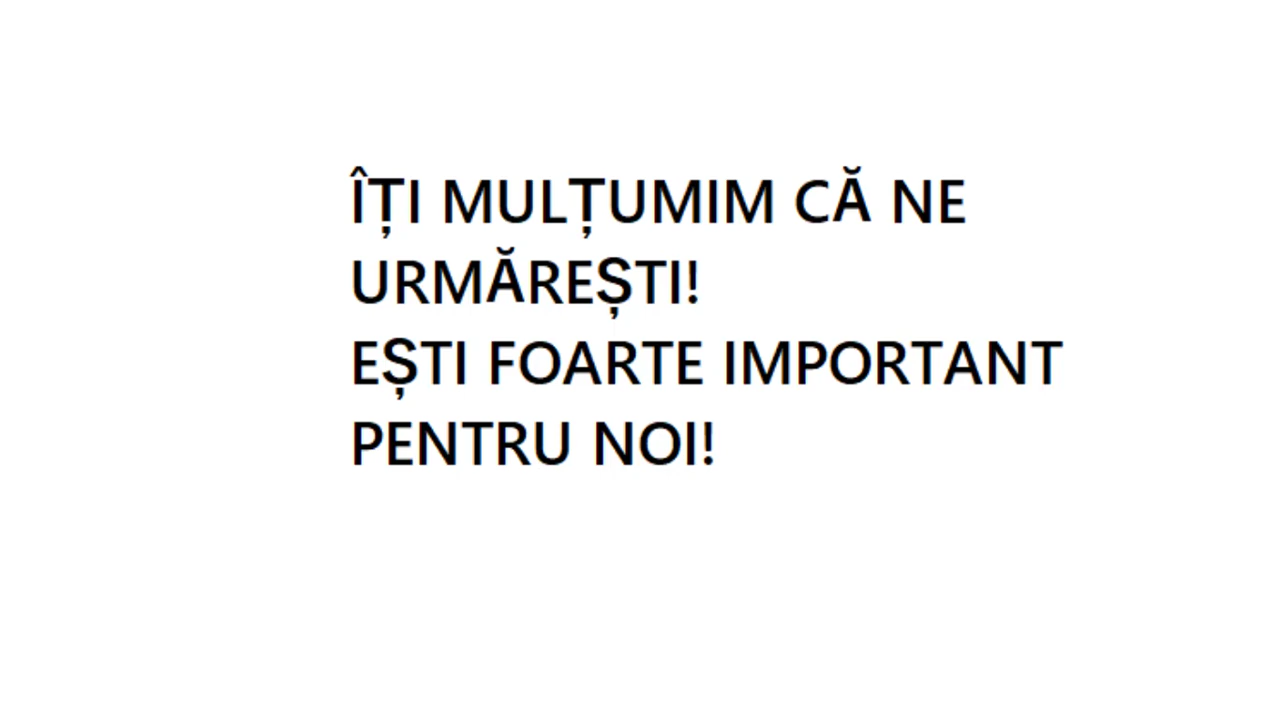 ÎȚI MULȚUMIM CĂ NE
URMĂREȘTI!
EȘTI FOARTE IMPORTANT
PENTRU NOI!